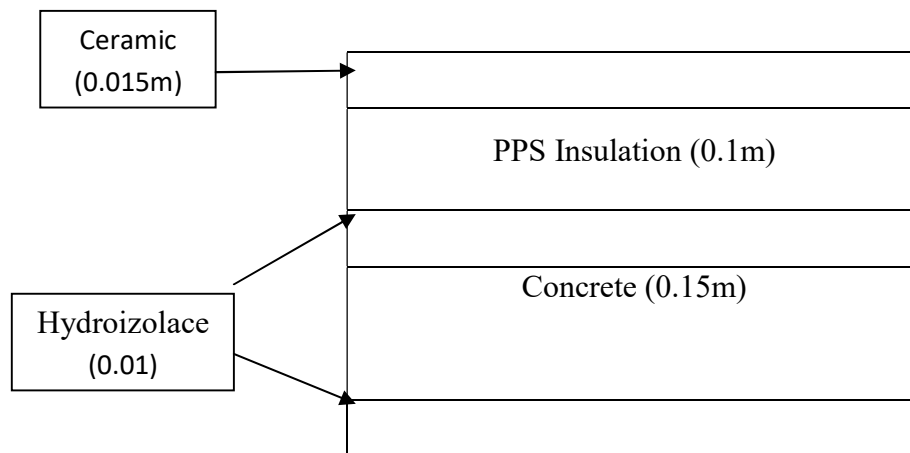 Ceramic
(0.015m)
PPS Insulation (0.1m)
Concrete (0.15m)
Hydroizolace
(0.01)